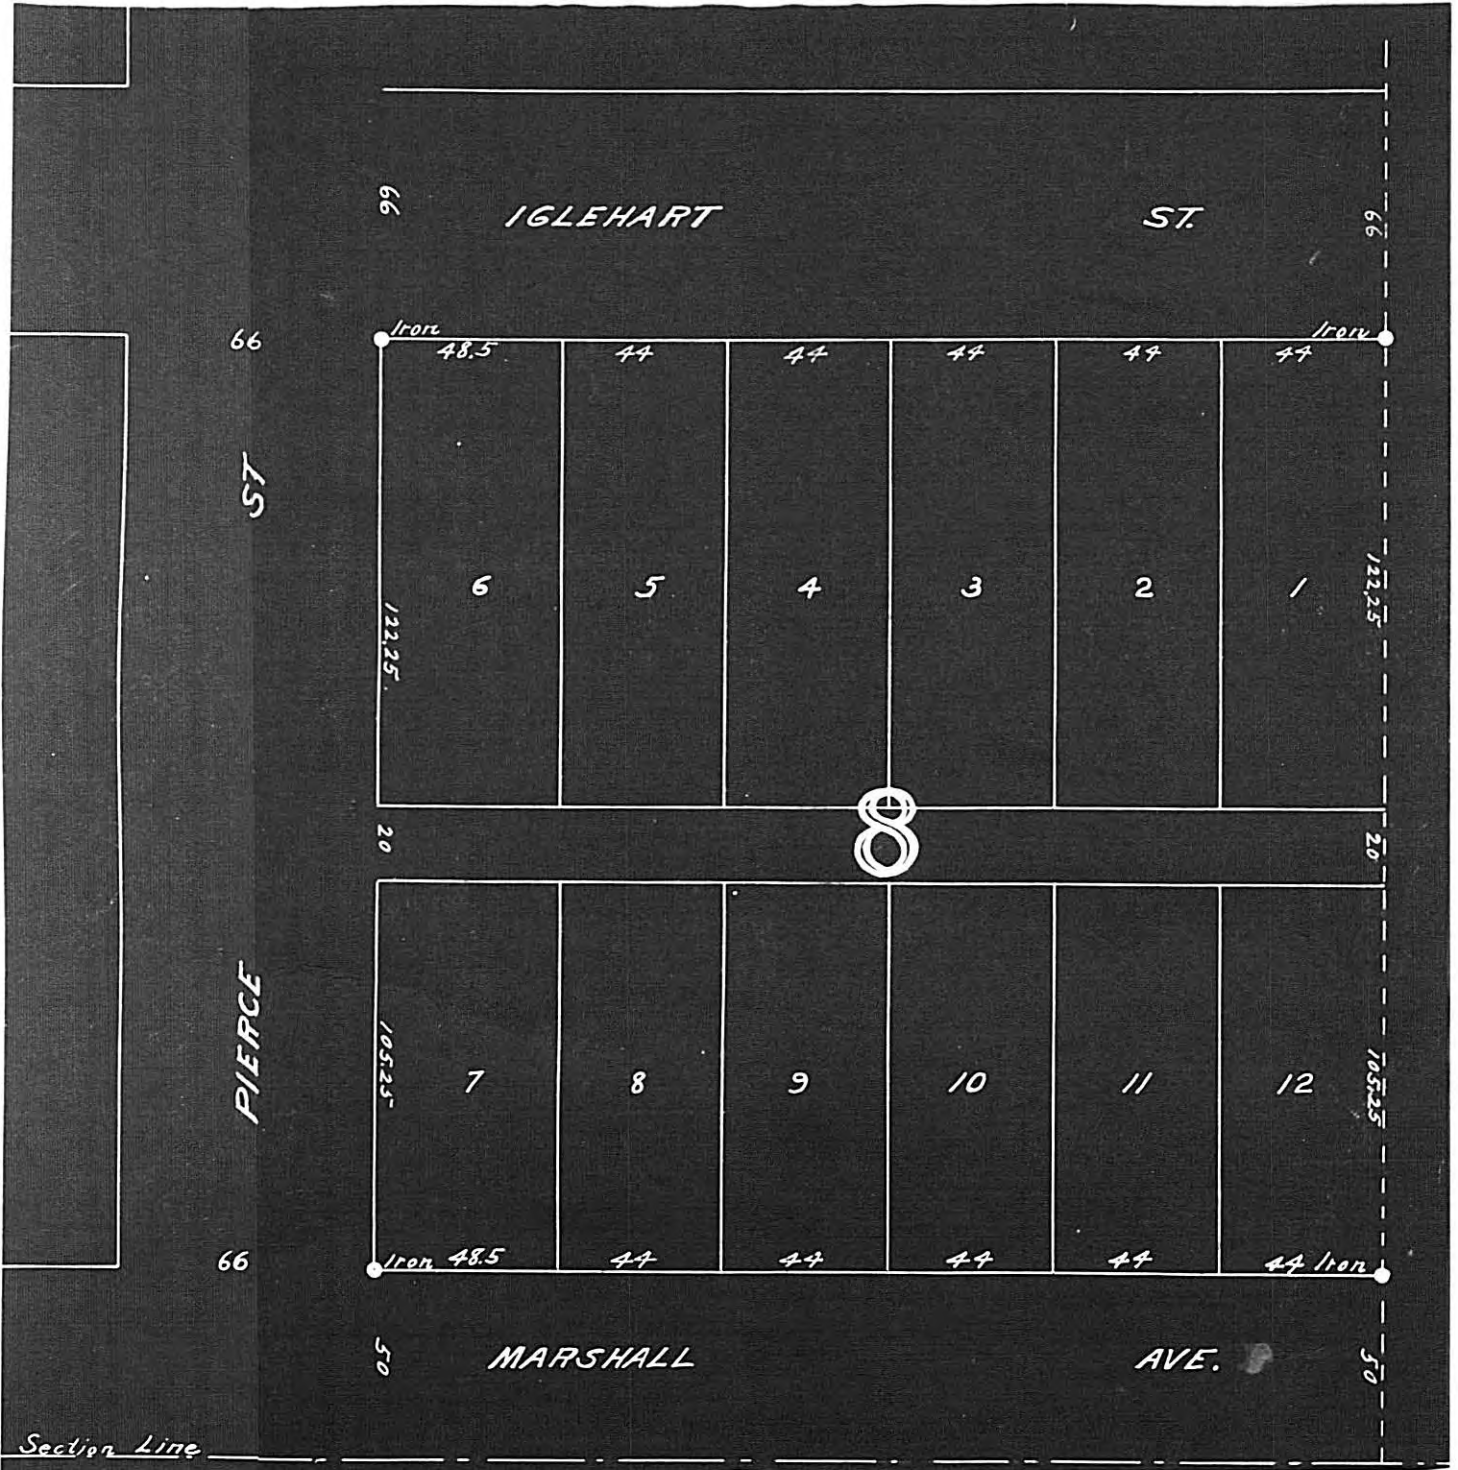 66 IGLEHART ST. 66
66 Iron Iron
48.5 44 44 44 44 44
ST
6 5 4 3 2 1
122.25 122.25
20 8 20
PIERCE
105.25 105.25
7 8 9 10 11 12
66 Iron 48.5 44 44 44 44 44 Iron
50 MARSHALL AVE. 50
Section Line